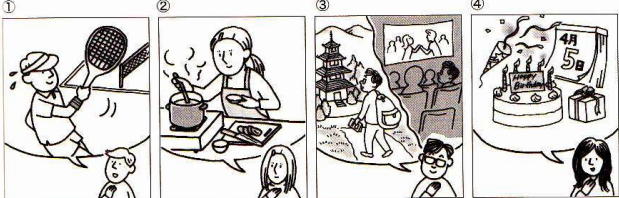 ①
②
③
④
4月
5日
Happy
Birthday